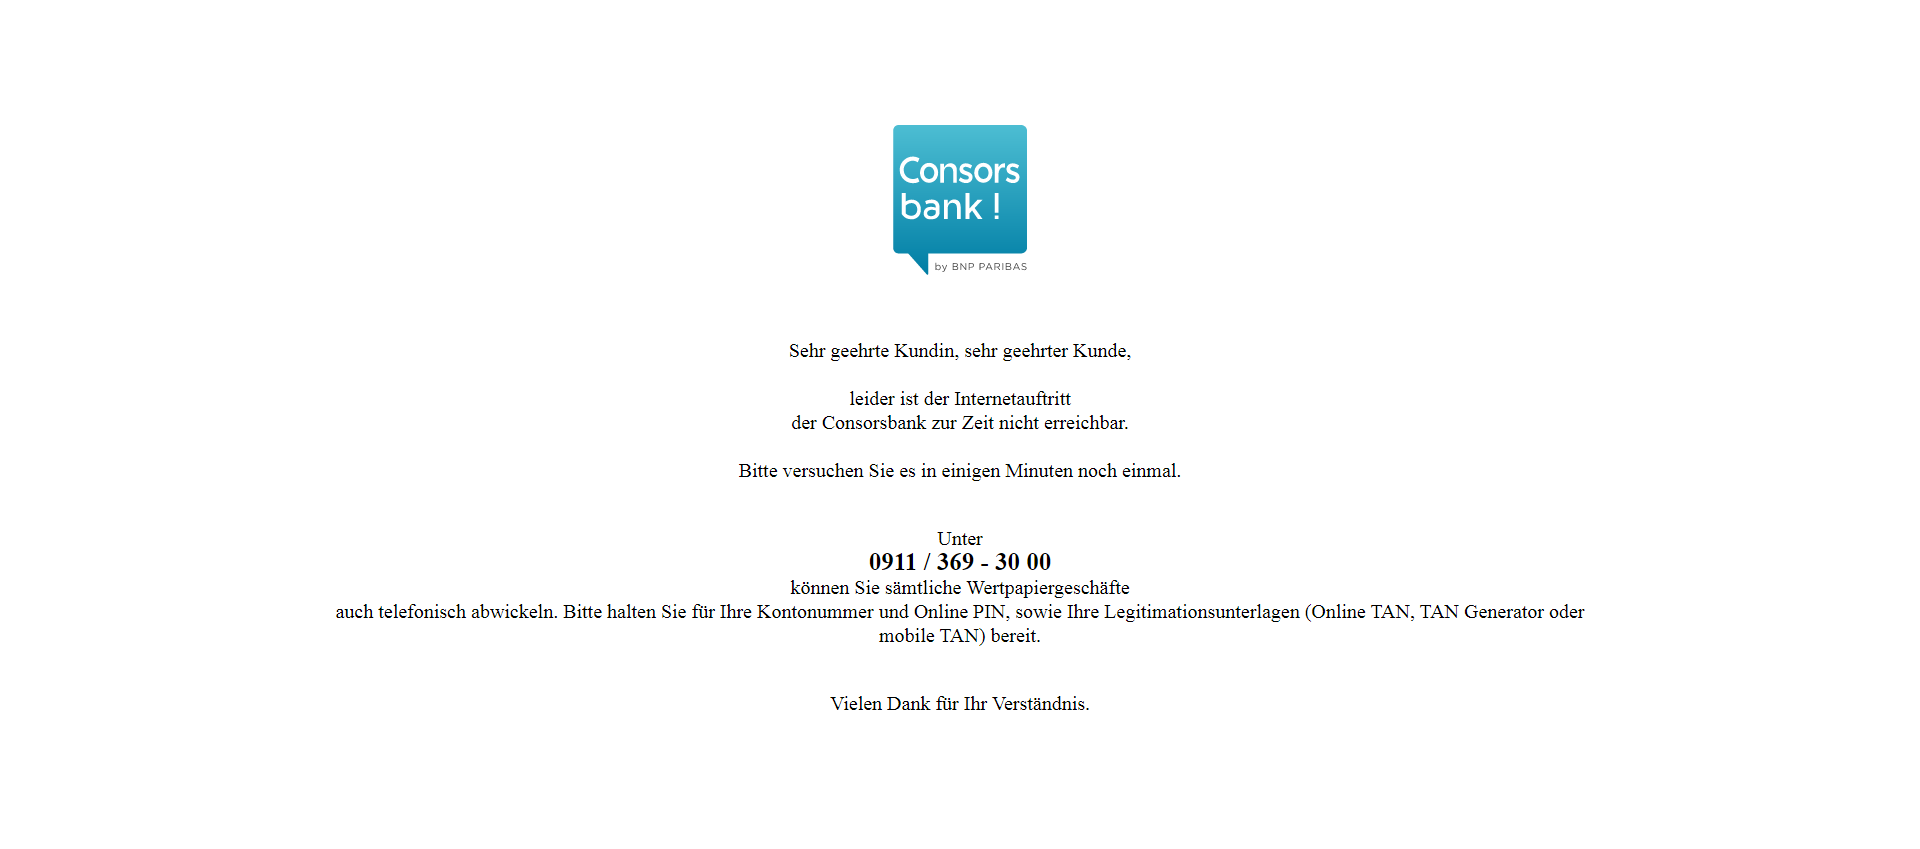 Consors
bank !
by BNP PARIBAS
Sehr geehrte Kundin, sehr geehrter Kunde,
leider ist der Internetauftritt
der Consorsbank zur Zeit nicht erreichbar.
Bitte versuchen Sie es in einigen Minuten noch einmal.
Unter
0911 / 369 - 30 00
können Sie sämtliche Wertpapiergeschäfte
auch telefonisch abwickeln. Bitte halten Sie für Ihre Kontonummer und Online PIN, sowie Ihre Legitimationsunterlagen (Online TAN, TAN Generator oder
mobile TAN) bereit.
Vielen Dank für Ihr Verständnis.